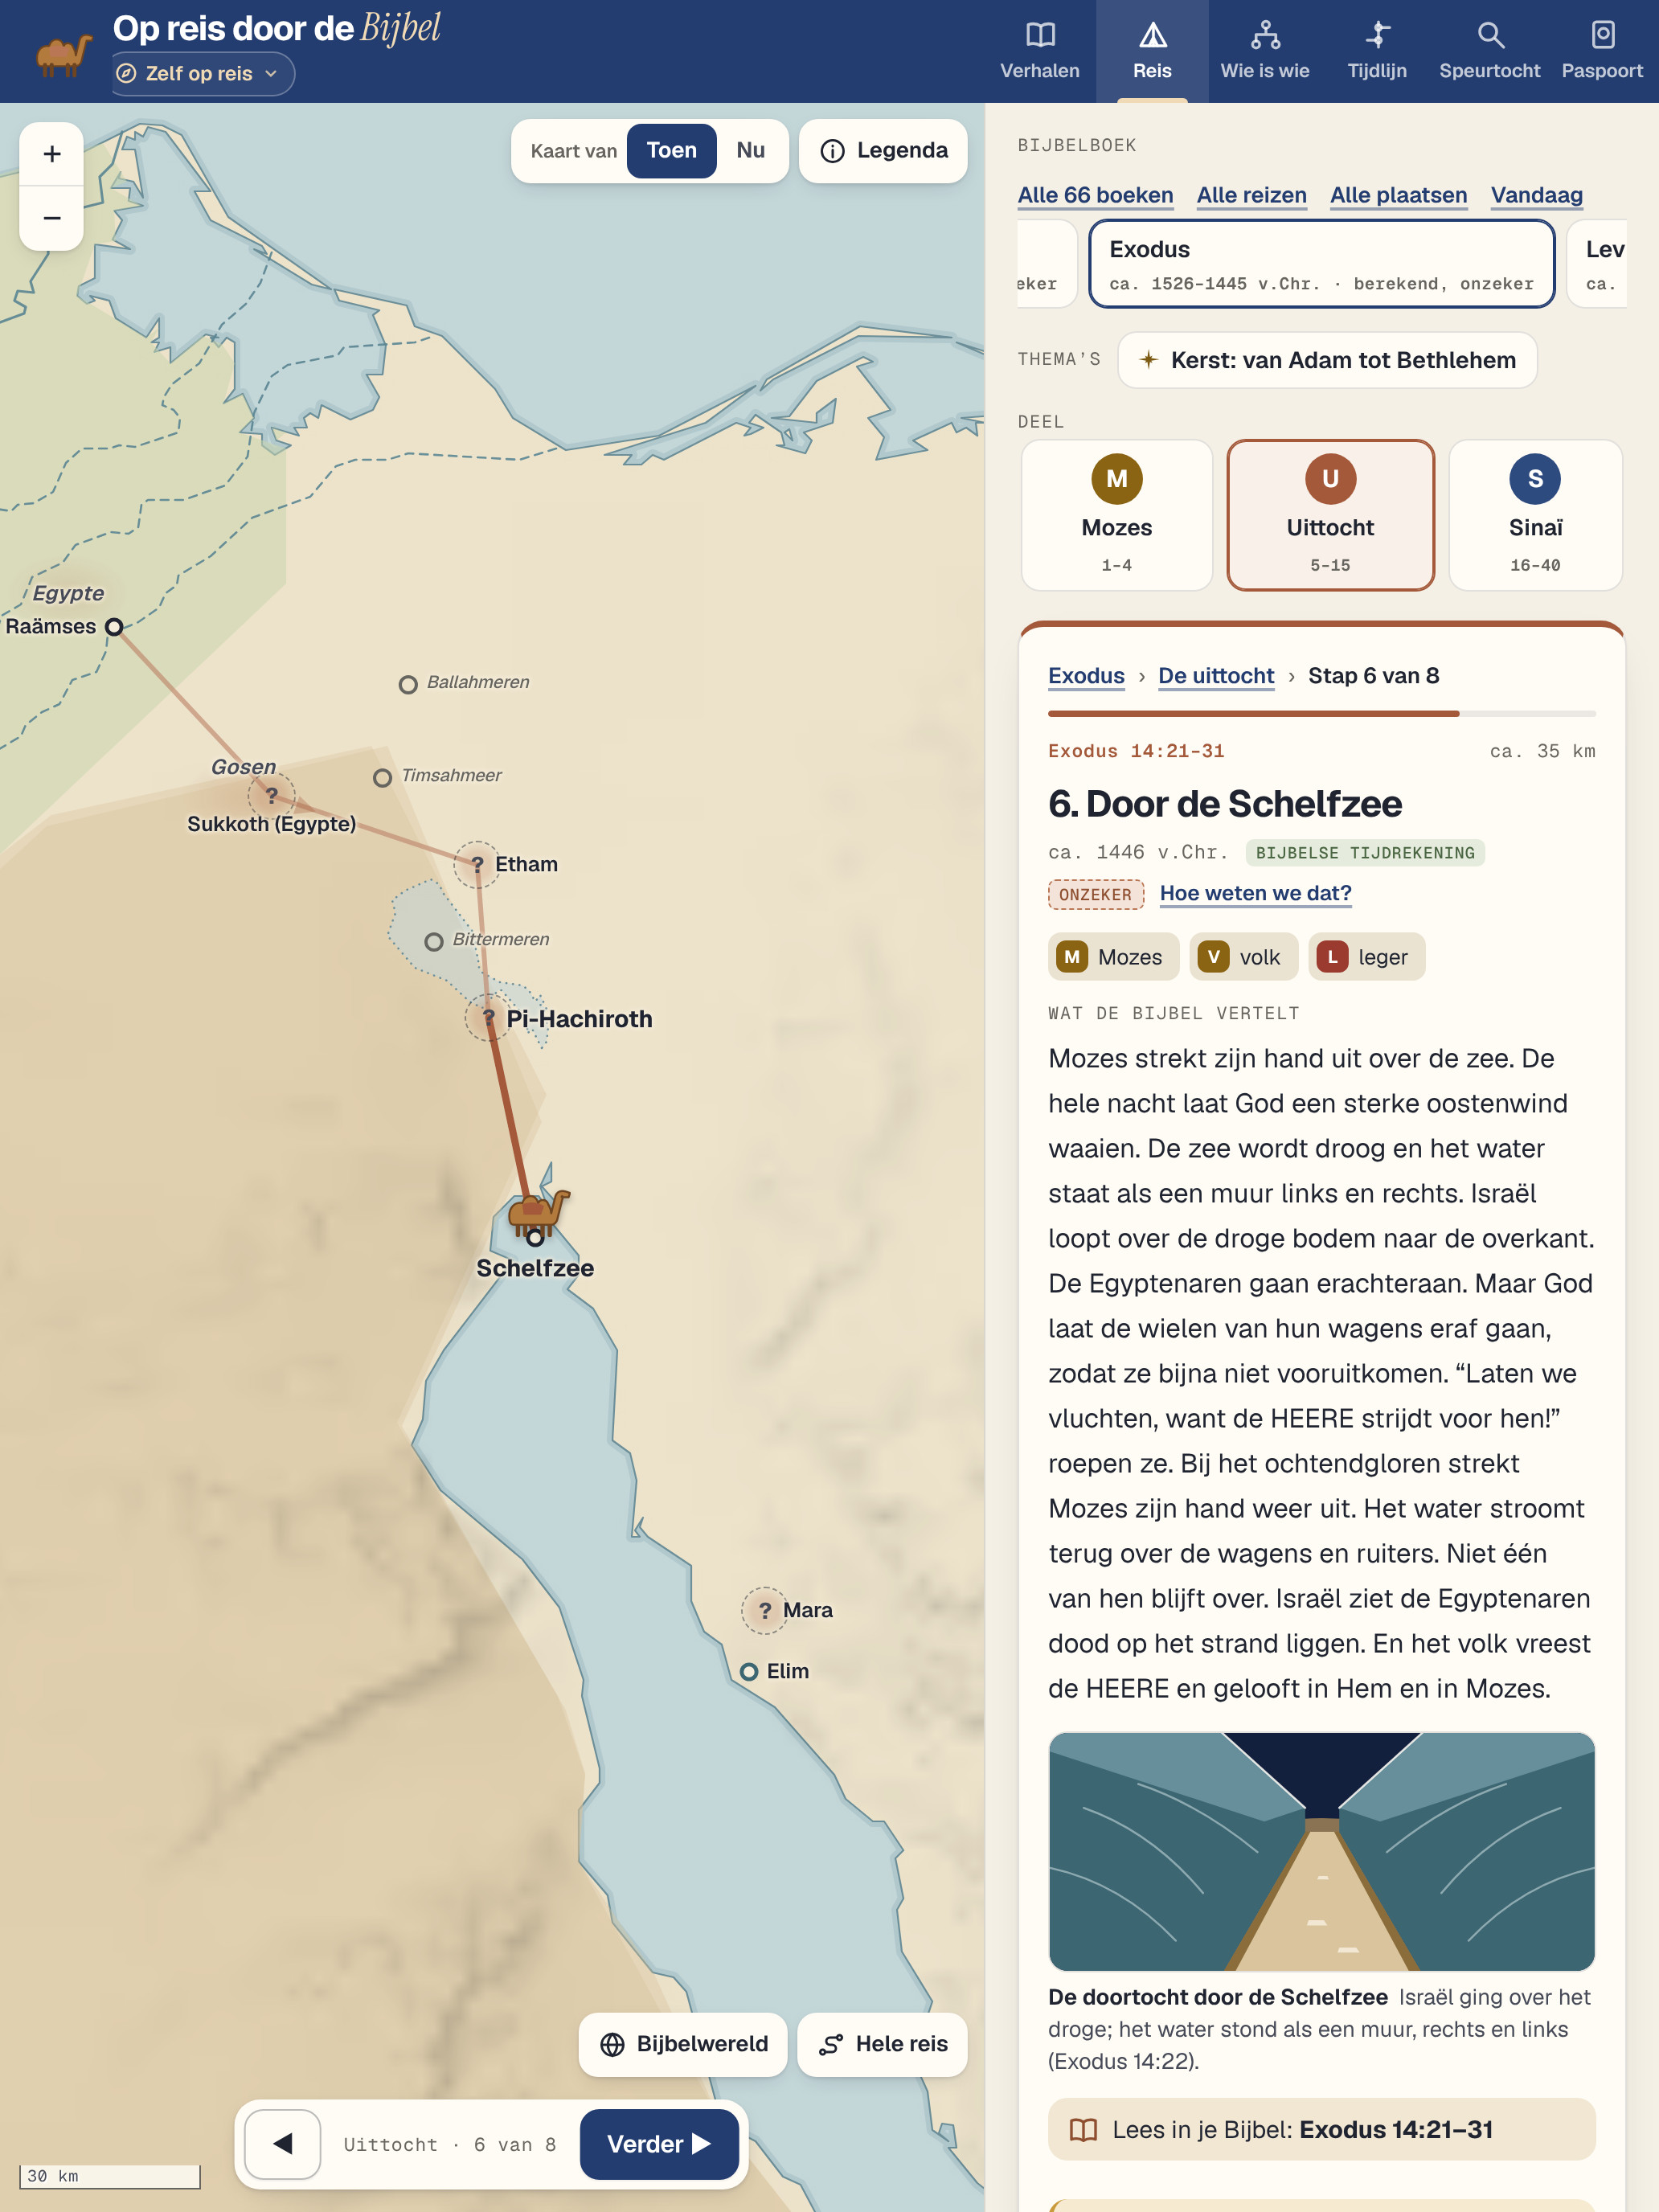 Op reis door de Bijbel
Zelf op reis
Verhalen
Reis
Wie is wie
Tijdlijn
Speurtocht
Paspoort
+
−
Kaart van Toen Nu
Legenda
Egypte
Raämses
Ballahmeren
Gosen
Timsahmeer
?
Sukkoth (Egypte)
? Etham
Bittermeren
? Pi-Hachiroth
Schelfzee
? Mara
Elim
Bijbelwereld
Hele reis
◀ Uittocht · 6 van 8 Verder ▶
30 km
BIJBELBOEK
Alle 66 boeken Alle reizen Alle plaatsen Vandaag
Exodus
Lev
eker
ca. 1526–1445 v.Chr. · berekend, onzeker
ca.
THEMA'S Kerst: van Adam tot Bethlehem
DEEL
M
Mozes
1–4
U
Uittocht
5–15
S
Sinaï
16–40
Exodus › De uittocht › Stap 6 van 8
Exodus 14:21–31 ca. 35 km
6. Door de Schelfzee
ca. 1446 v.Chr. BIJBELSE TIJDREKENING
ONZEKER Hoe weten we dat?
M Mozes V volk L leger
WAT DE BIJBEL VERTELT
Mozes strekt zijn hand uit over de zee. De
hele nacht laat God een sterke oostenwind
waaien. De zee wordt droog en het water
staat als een muur links en rechts. Israël
loopt over de droge bodem naar de overkant.
De Egyptenaren gaan erachteraan. Maar God
laat de wielen van hun wagens eraf gaan,
zodat ze bijna niet vooruitkomen. “Laten we
vluchten, want de HEERE strijdt voor hen!”
roepen ze. Bij het ochtendgloren strekt
Mozes zijn hand weer uit. Het water stroomt
terug over de wagens en ruiters. Niet één
van hen blijft over. Israël ziet de Egyptenaren
dood op het strand liggen. En het volk vreest
de HEERE en gelooft in Hem en in Mozes.
De doortocht door de Schelfzee Israël ging over het
droge; het water stond als een muur, rechts en links
(Exodus 14:22).
Lees in je Bijbel: Exodus 14:21–31